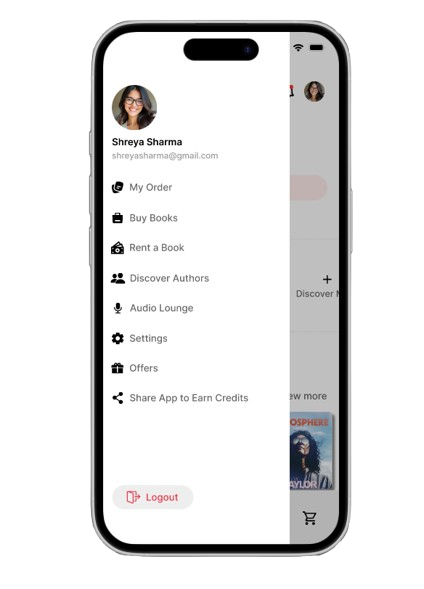 Shreya Sharma
shreyasharma@gmail.com
My Order
Buy Books
Rent a Book
Discover Authors
Audio Lounge
Settings
Offers
Share App to Earn Credits
Logout
Discover
ew more
OSPHERE
AYLOR